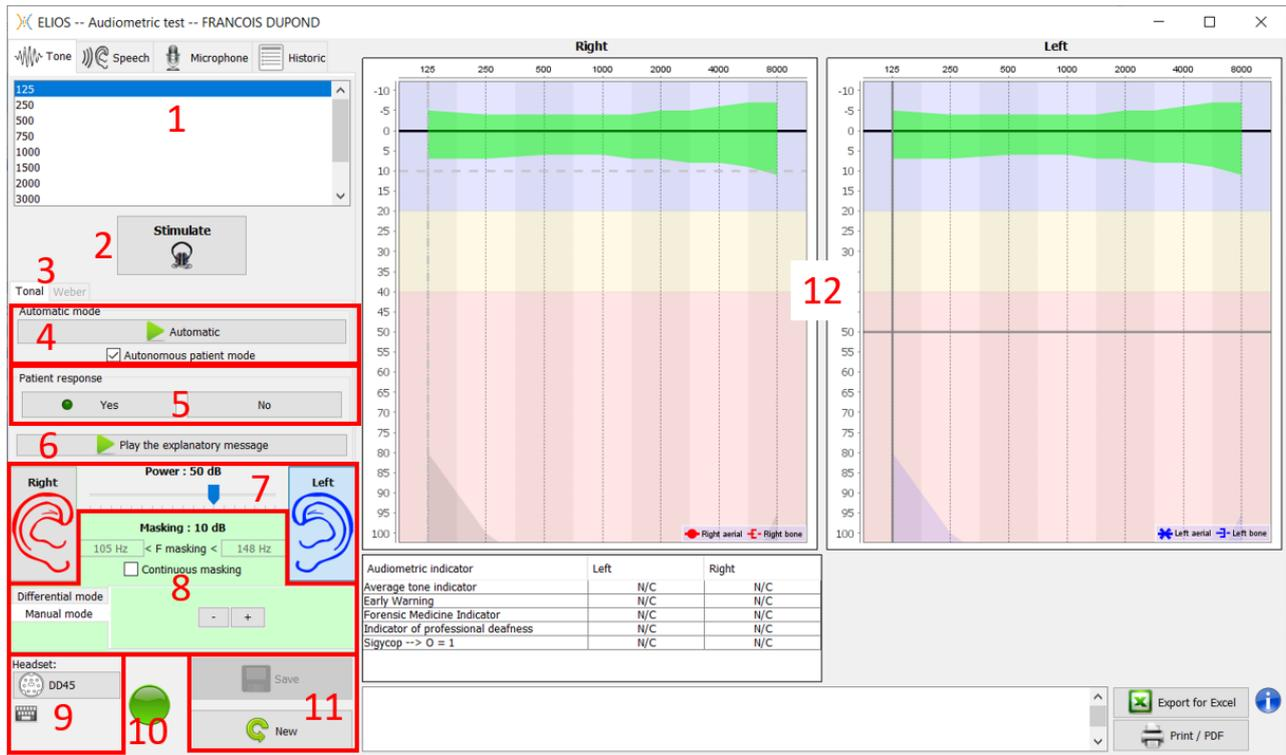 ELIOS -- Audiometric test -- FRANCOIS DUPOND
Tone Speech Microphone Historic
125
250
500
750
1000
1500
2000
3000
1
2
Stimulate
3
Tonal Weber
Automatic mode
4
Automatic
Autonomous patient mode
Patient response
Yes 5 No
6
Play the explanatory message
Right
Power : 50 dB
7
Left
Masking : 10 dB
105 Hz < F masking < 148 Hz
Continuous masking
8
Differential mode
Manual mode
- +
Headset:
DD45
9
10
Save
11
New
Right
125 250 500 1000 2000 4000 8000
-10
-5
0
5
10
15
20
25
30
35
40
45
50
55
60
65
70
75
80
85
90
95
100
Right aerial Right bone
12
Left
125 250 500 1000 2000 4000 8000
-10
-5
0
5
10
15
20
25
30
35
40
45
50
55
60
65
70
75
80
85
90
95
100
Left aerial Left bone
Audiometric indicator Left Right
Average tone indicator N/C N/C
Early Warning N/C N/C
Forensic Medicine Indicator N/C N/C
Indicator of professional deafness N/C N/C
Sigycop --> O = 1 N/C N/C
Export for Excel
Print / PDF